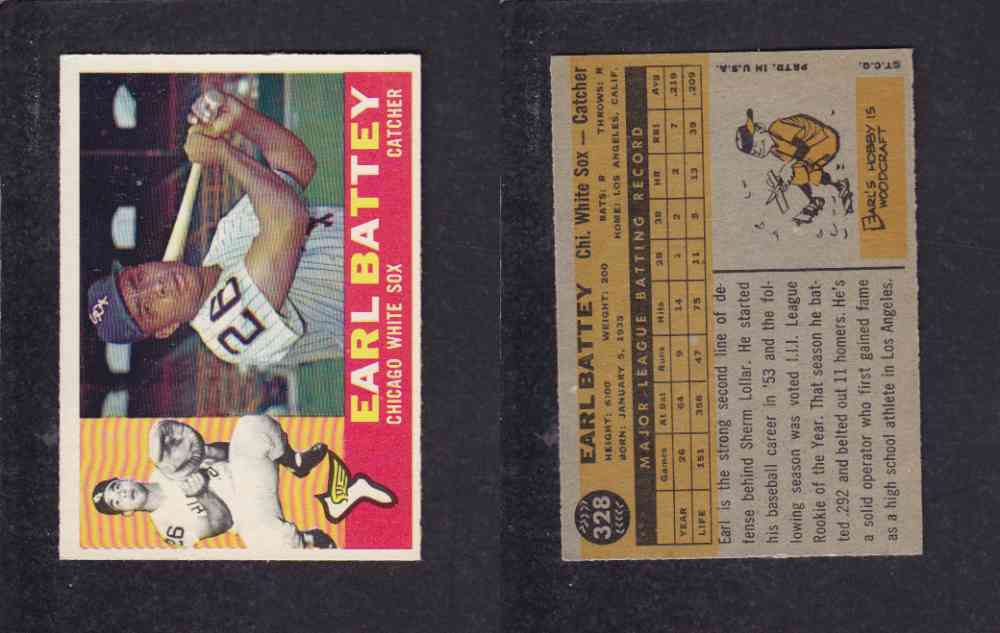 SOX
26
26
EARL BATTEY
CHICAGO WHITE SOX CATCHER
328
EARL BATTEY Chi. White Sox — Catcher
HEIGHT: 6'00 WEIGHT: 200 BATS: R THROWS: R
BORN: JANUARY 5, 1935 HOME: LOS ANGELES, CALIF.
MAJOR LEAGUE BATTING RECORD
Games At Bat Runs Hits 2B 3B HR RBI Avg
YEAR 26 64 9 14 1 2 2 7 .219
LIFE 151 356 47 75 11 5 13 39 .209
Earl is the strong second line of de-
fense behind Sherm Lollar. He started
his baseball career in '53 and the fol-
lowing season was voted I.I.I. League
Rookie of the Year. That season he bat-
ted .292 and belted out 11 homers. He's
a solid operator who first gained fame
as a high school athlete in Los Angeles.
EARL'S HOBBY IS
WOODCRAFT
©T.C.G. PRTD. IN U.S.A.